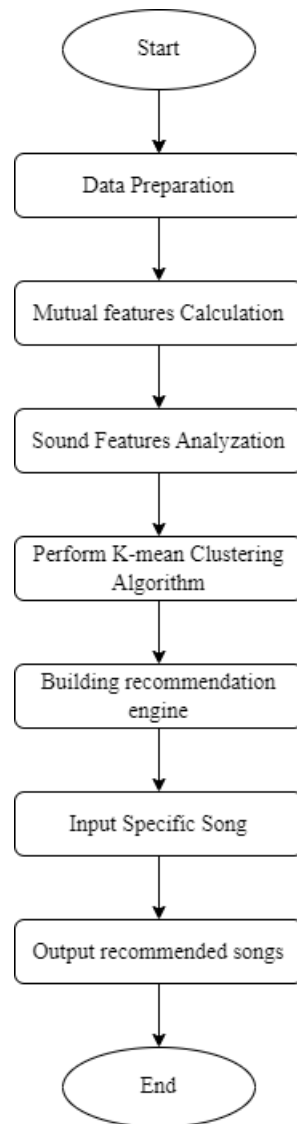 Start
Data Preparation
Mutual features Calculation
Sound Features Analyzation
Perform K-mean Clustering
Algorithm
Building recommendation
engine
Input Specific Song
Output recommended songs
End